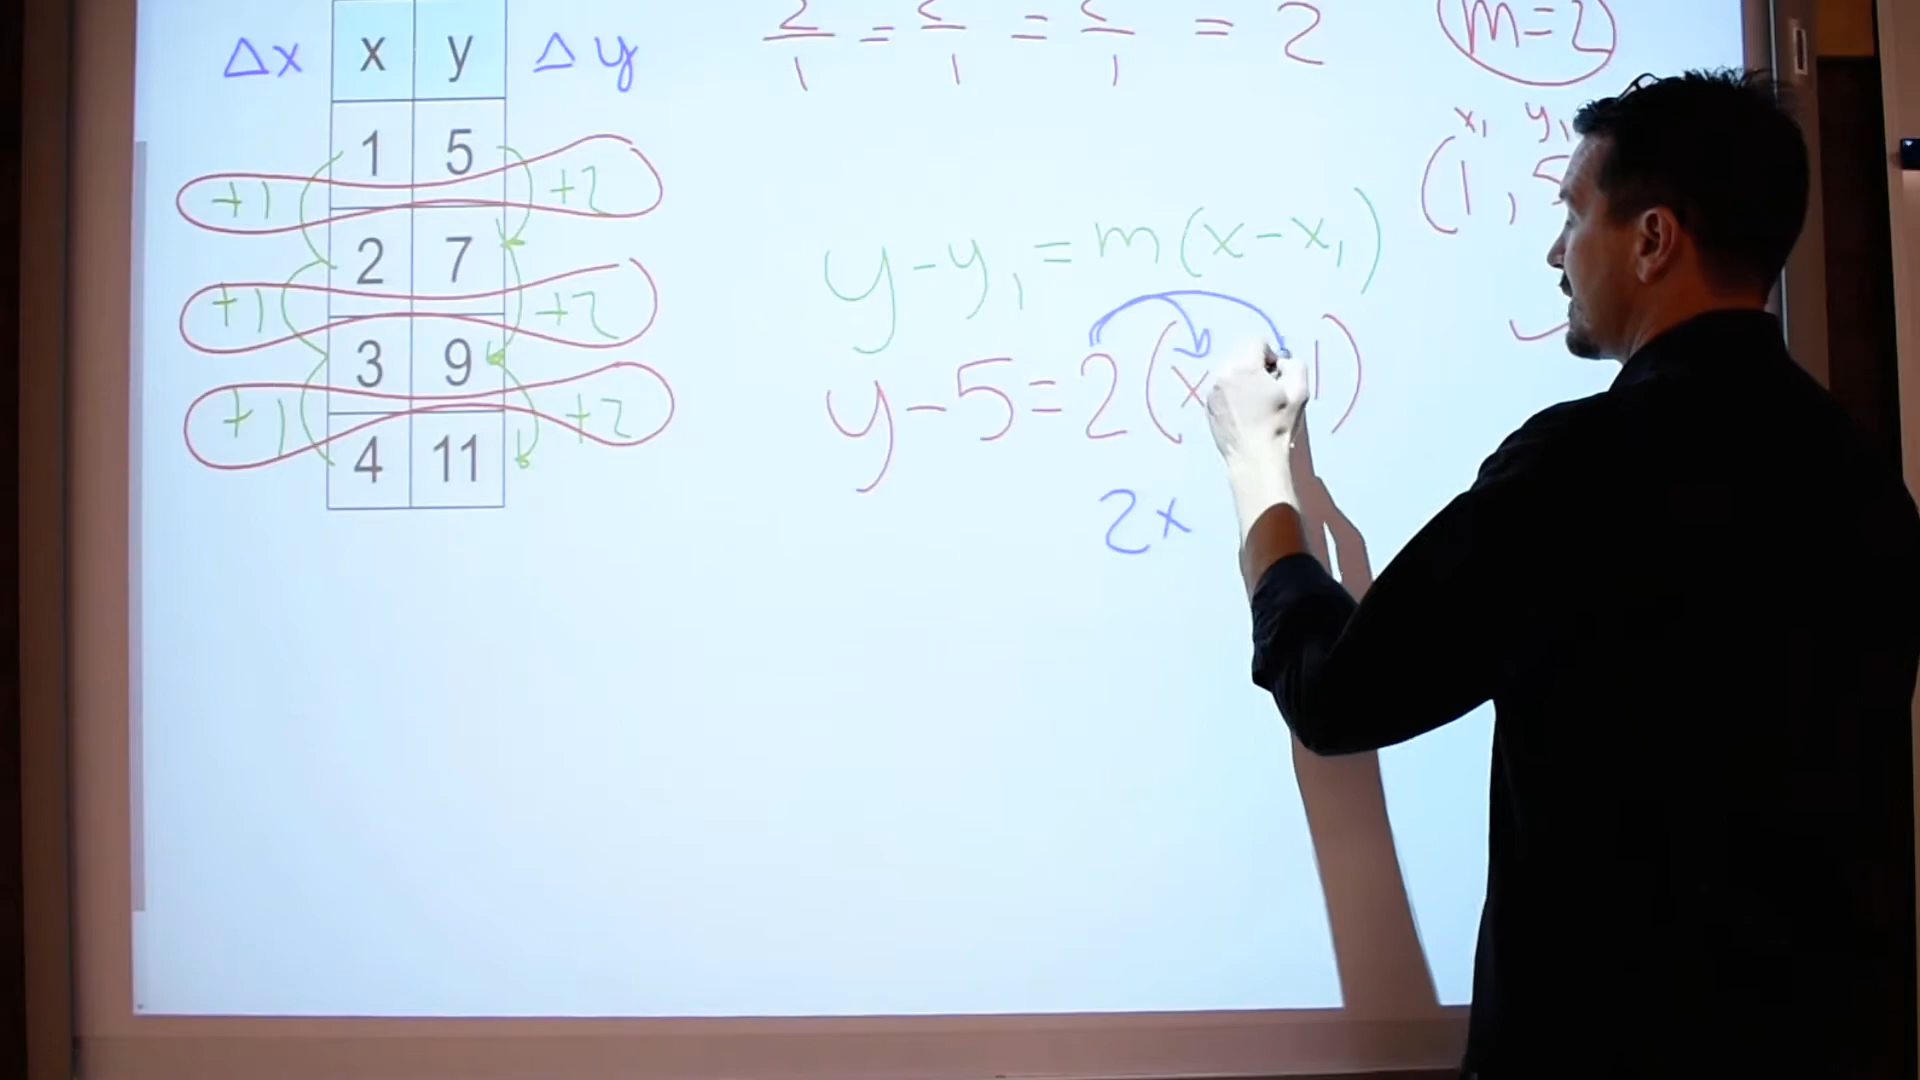 Δx x y Δy
2/1 = 2/1 = 2/1 = 2
m=2
1 5
+1 +2
2 7
+1 +2
3 9
+1 +2
4 11
x₁ y₁
(1, 5
y-y₁=m(x-x₁)
y-5=2(x 1)
2x